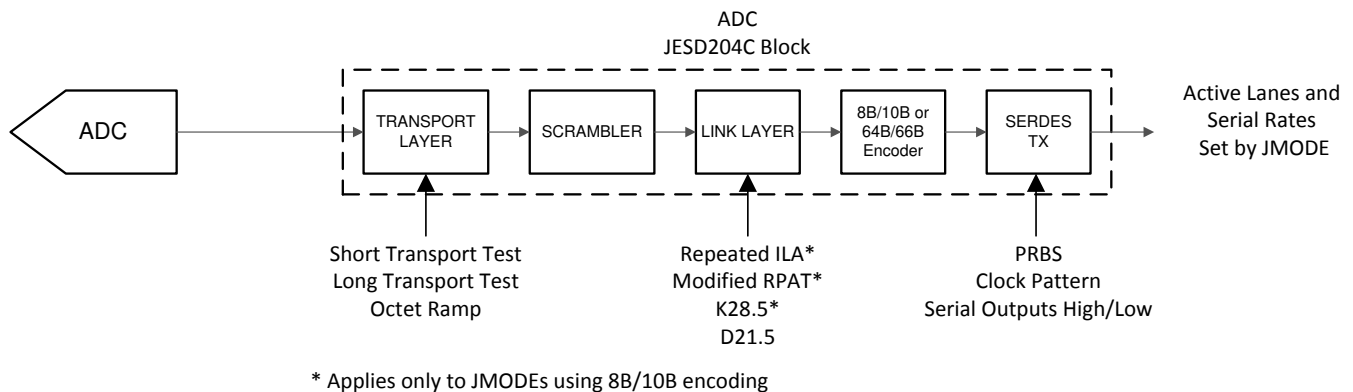 ADC
JESD204C Block
ADC
TRANSPORT
LAYER
SCRAMBLER
LINK LAYER
8B/10B or
64B/66B
Encoder
SERDES
TX
Active Lanes and
Serial Rates
Set by JMODE
Short Transport Test
Long Transport Test
Octet Ramp
Repeated ILA*
Modified RPAT*
K28.5*
D21.5
PRBS
Clock Pattern
Serial Outputs High/Low
* Applies only to JMODEs using 8B/10B encoding